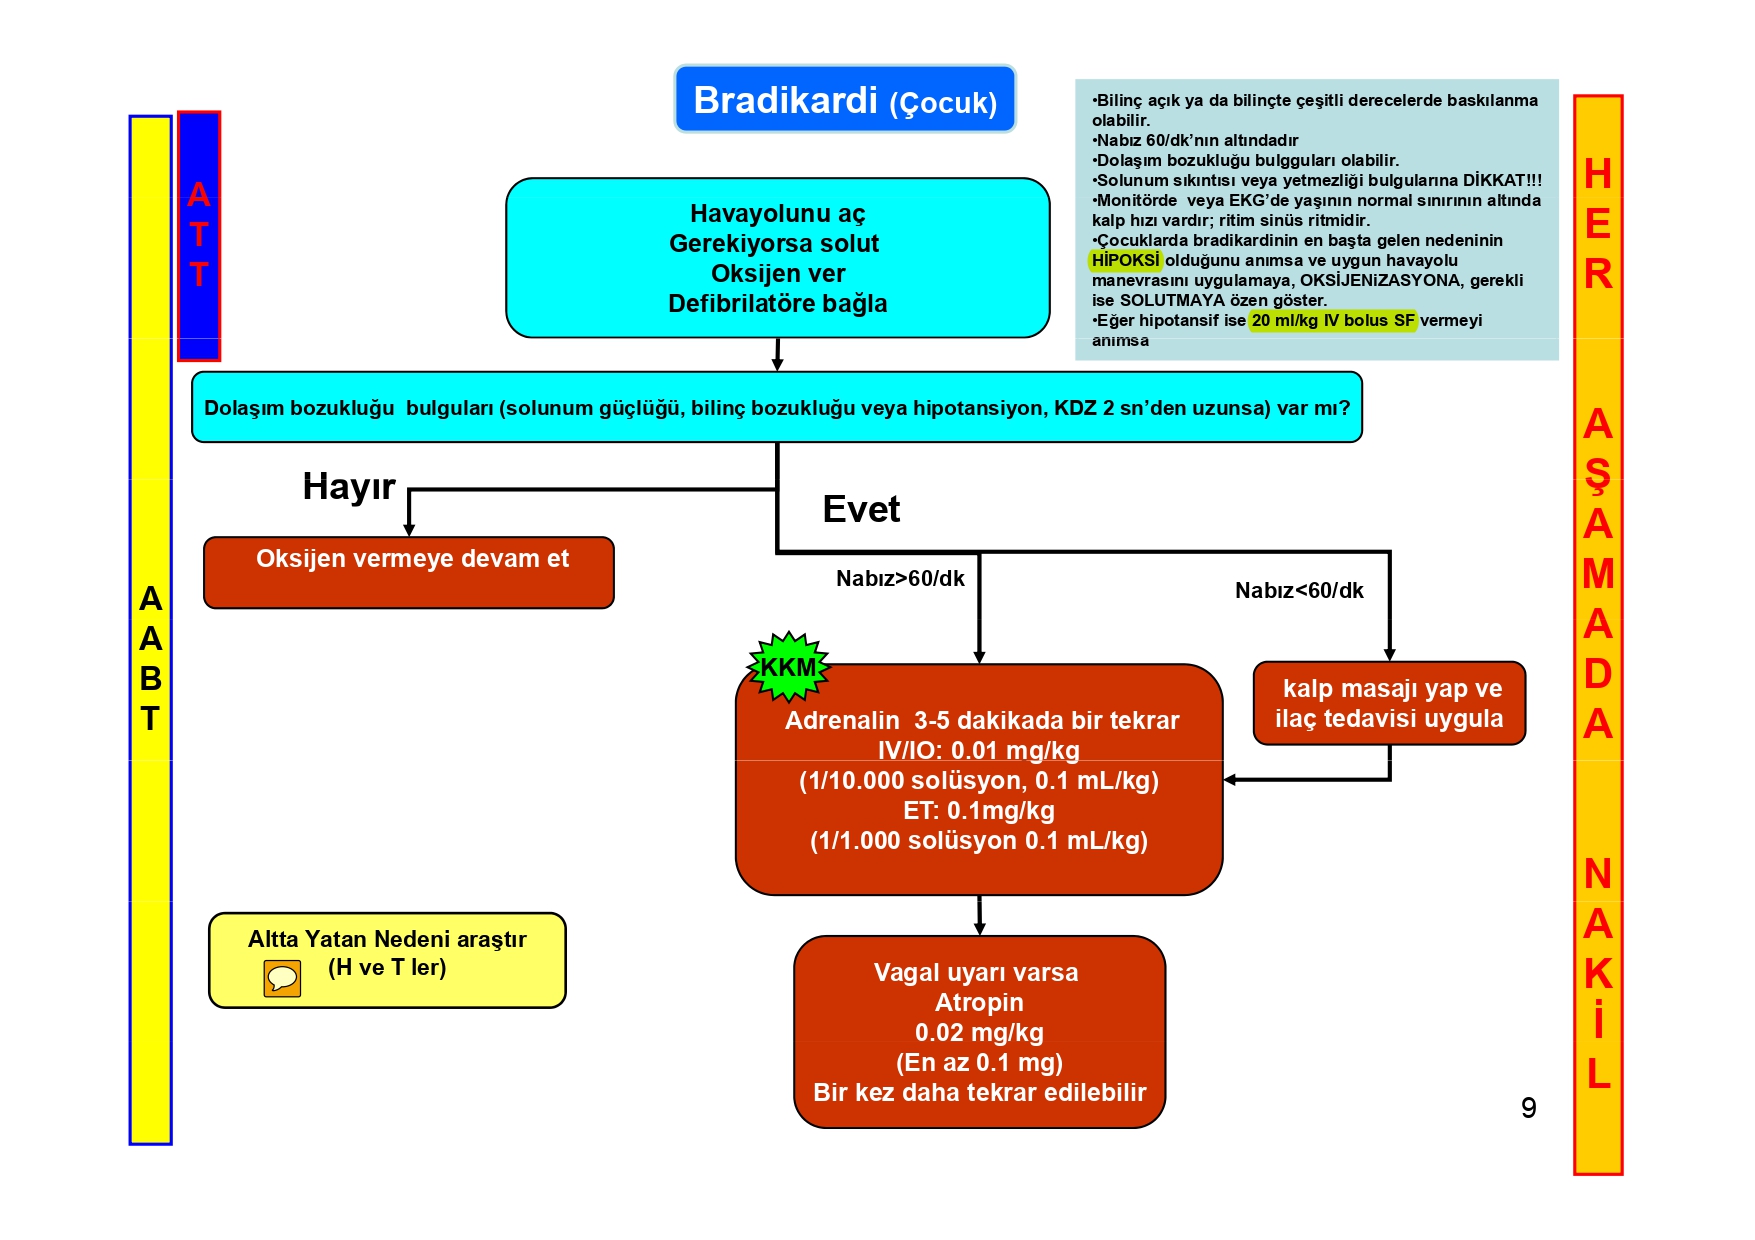 Bradikardi (Çocuk)
•Bilinç açık ya da bilinçte çeşitli derecelerde baskılanma
olabilir.
•Nabız 60/dk’nın altındadır
•Dolaşım bozukluğu bulgguları olabilir.
•Solunum sıkıntısı veya yetmezliği bulgularına DİKKAT!!!
•Monitörde  veya EKG’de yaşının normal sınırının altında
kalp hızı vardır; ritim sinüs ritmidir.
•Çocuklarda bradikardinin en başta gelen nedeninin
HİPOKSİ olduğunu anımsa ve uygun havayolu
manevrasını uygulamaya, OKSİJENiZASYONA, gerekli
ise SOLUTMAYA özen göster.
•Eğer hipotansif ise 20 ml/kg IV bolus SF vermeyi
anımsa
A
T
T
Havayolunu aç
Gerekiyorsa solut
Oksijen ver
Defibrilatöre bağla
Dolaşım bozukluğu  bulguları (solunum güçlüğü, bilinç bozukluğu veya hipotansiyon, KDZ 2 sn’den uzunsa) var mı?
Hayır
Evet
Oksijen vermeye devam et
Nabız>60/dk
Nabız<60/dk
A
A
B
T
KKM
Adrenalin  3-5 dakikada bir tekrar
IV/IO: 0.01 mg/kg
(1/10.000 solüsyon, 0.1 mL/kg)
ET: 0.1mg/kg
(1/1.000 solüsyon 0.1 mL/kg)
kalp masajı yap ve
ilaç tedavisi uygula
Altta Yatan Nedeni araştır
(H ve T ler)
Vagal uyarı varsa
Atropin
0.02 mg/kg
(En az 0.1 mg)
Bir kez daha tekrar edilebilir
H
E
R
A
Ş
A
M
A
D
A
N
A
K
İ
L
9